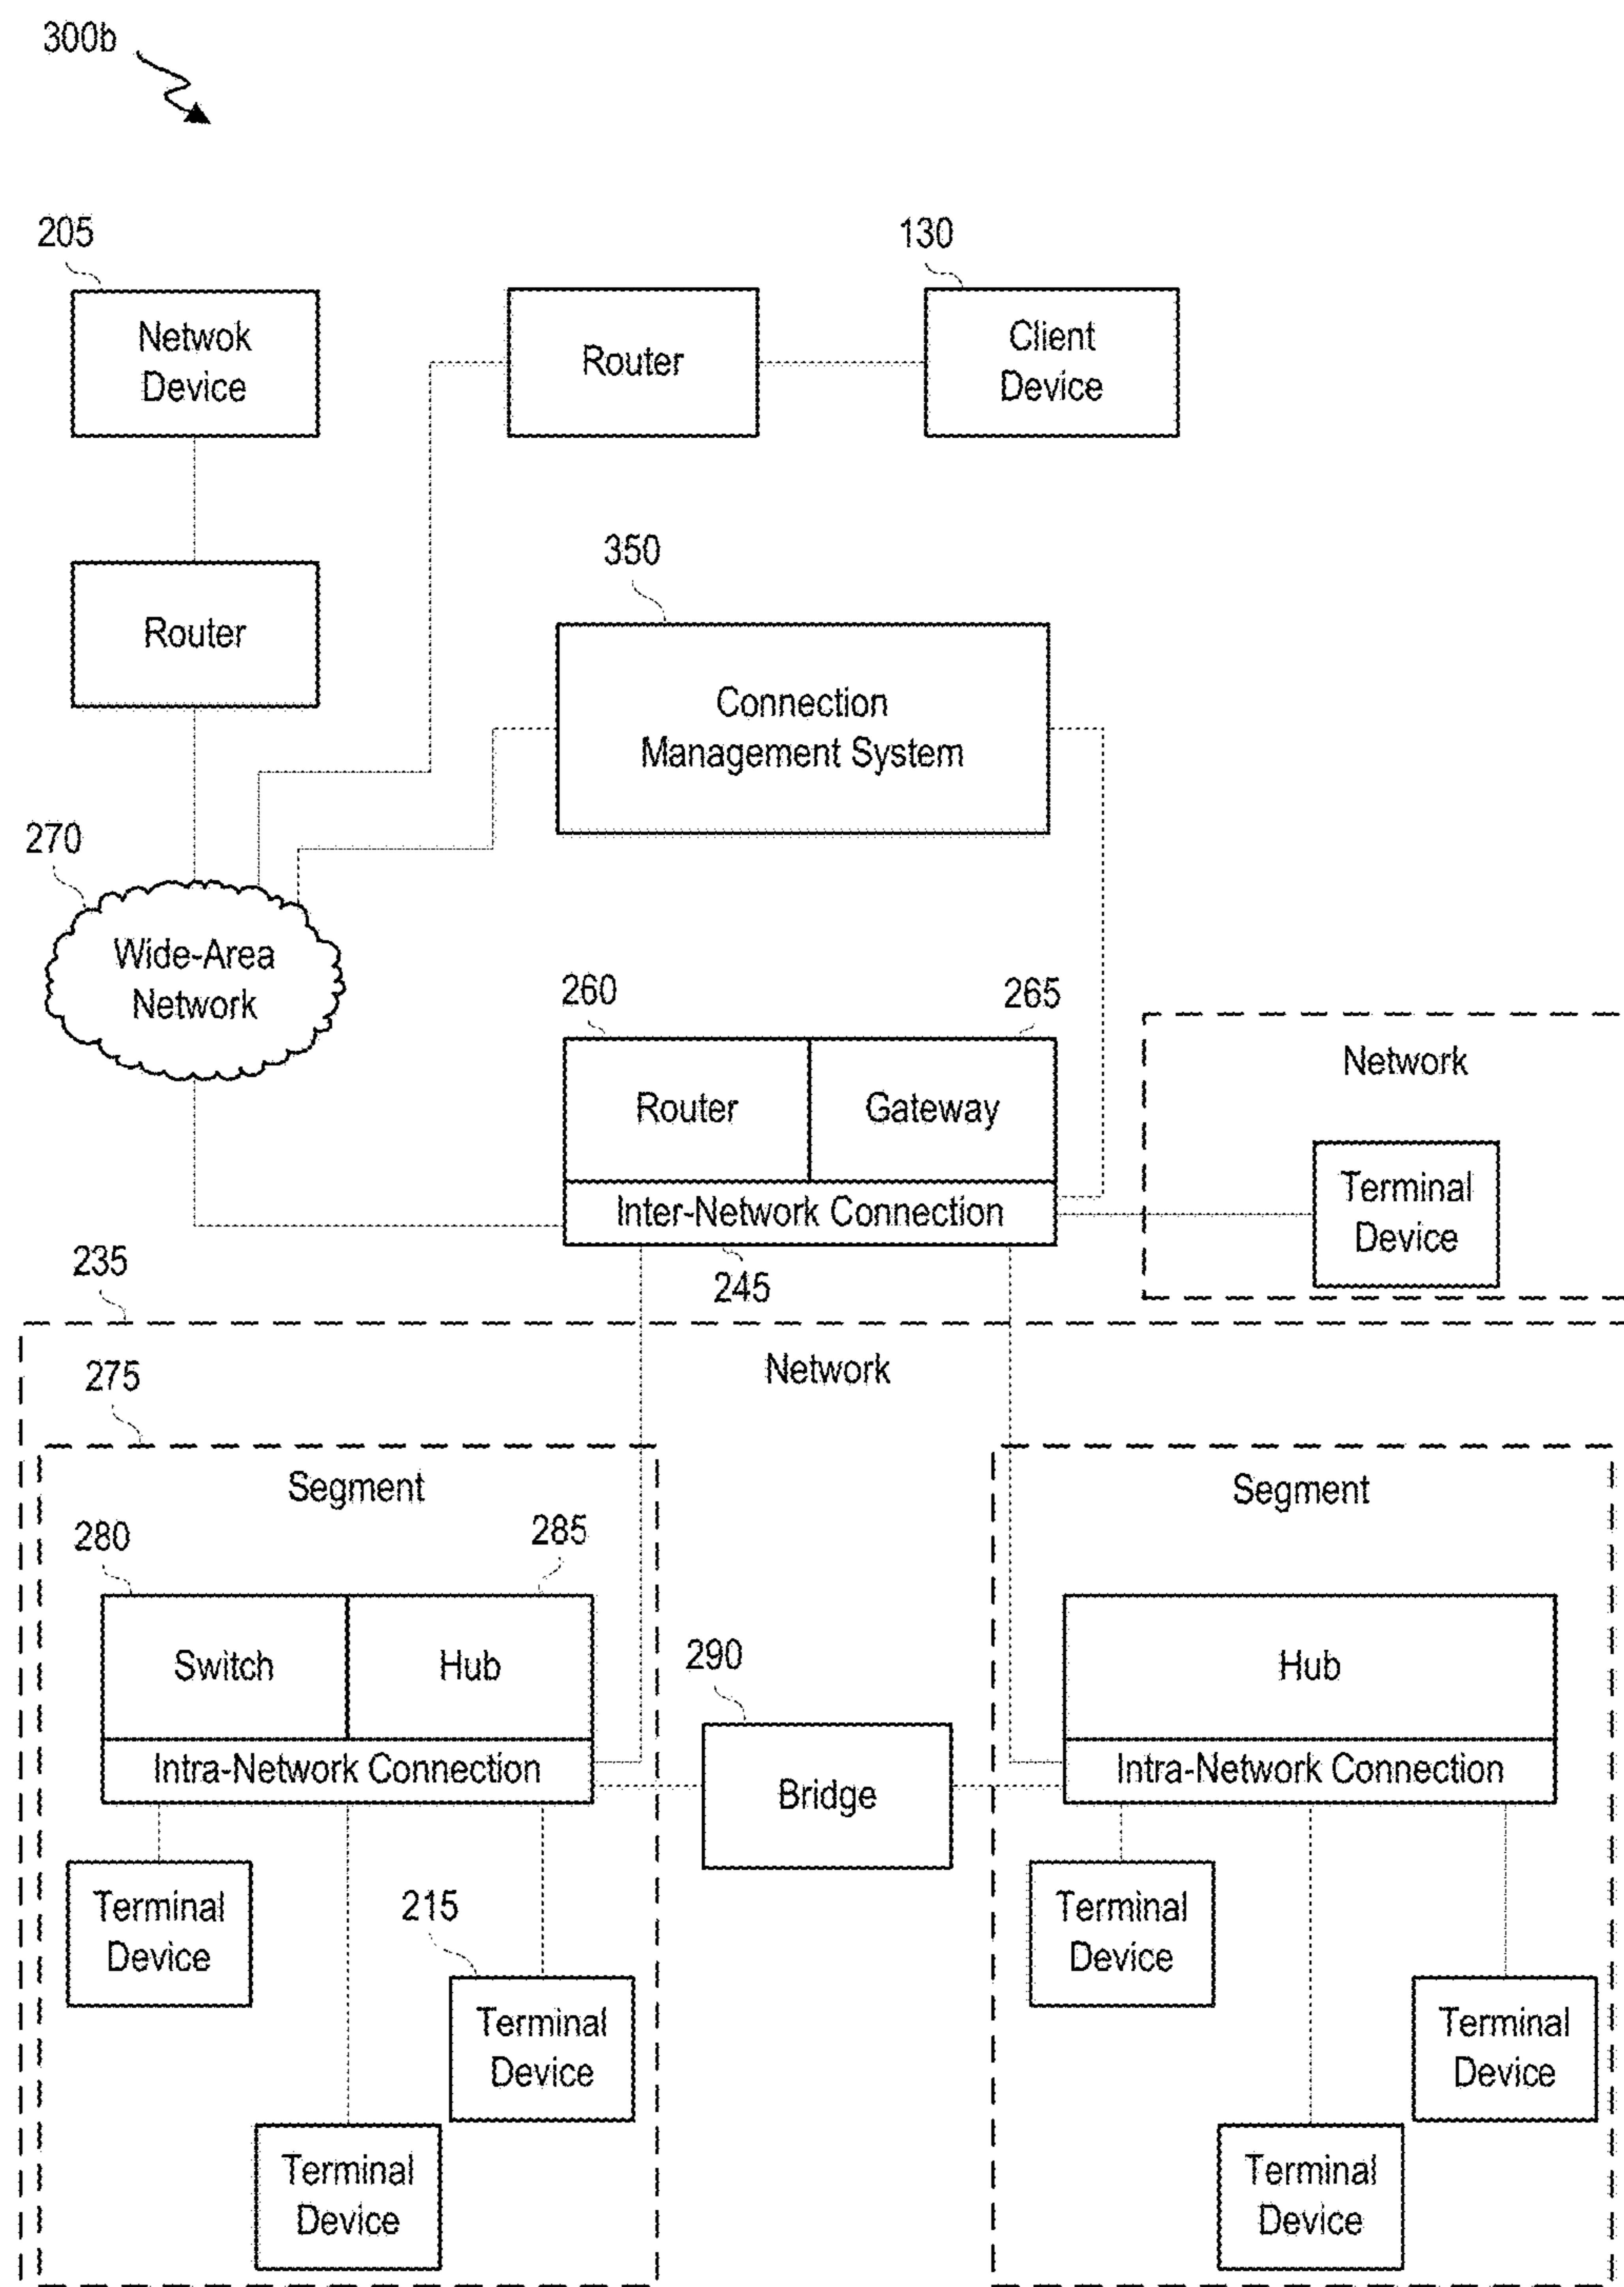 300b
205
130
Netwok
Device
Router
Client
Device
350
Router
Connection
Management System
270
Wide-Area
Network
260
265
Router
Gateway
Inter-Network Connection
245
Network
Terminal
Device
235
Network
275
Segment
Segment
280
285
Switch
Hub
Intra-Network Connection
290
Bridge
Hub
Intra-Network Connection
Terminal
Device
215
Terminal
Device
Terminal
Device
Terminal
Device
Terminal
Device
Terminal
Device